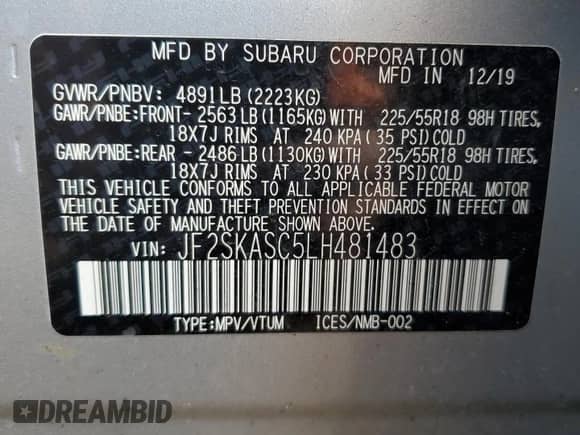 MFD BY SUBARU CORPORATION
MFD IN 12/19
GVWR/PNBV: 4891LB (2223KG)
GAWR/PNBE:FRONT- 2563LB (1165KG) WITH 225/55R18 98H TIRES,
18X7J RIMS AT 240 KPA ( 35 PSI) COLD
GAWR/PNBE:REAR - 2486LB (1130KG) WITH 225/55R18 98H TIRES,
18X7J RIMS AT 230 KPA ( 33 PSI) COLD
THIS VEHICLE CONFORMS TO ALL APPLICABLE FEDERAL MOTOR
VEHICLE SAFETY AND THEFT PREVENTION STANDARDS IN EFFECT ON
THE DATE OF MANUFACTURE SHOWN ABOVE.
VIN: JF2SKASC5LH481483
TYPE:MPV/VTUM ICES/NMB-002
DREAMBID